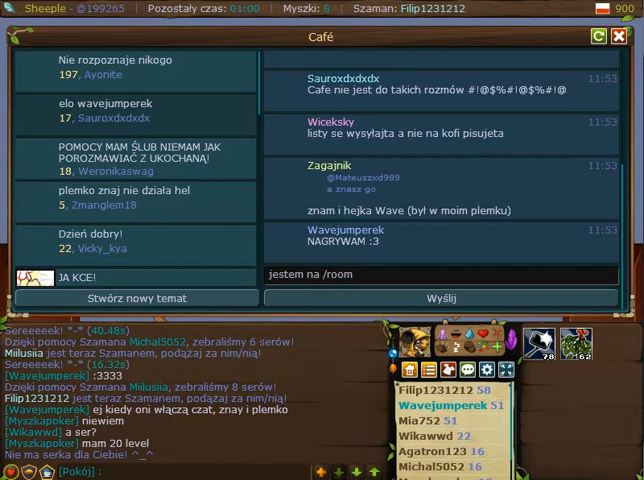 Sheeple - @199265 | Pozostały czas: 01:00 | Myszki: 8 | Szaman: Filip1231212 900
Café
Nie rozpoznaje nikogo
197, Ayonite
elo wavejumperek
17, Sauroxdxdxdx
POMOCY MAM ŚLUB NIEMAM JAK
POROZMAWIAĆ Z UKOCHANĄ!
18, Weronikaswag
plemko znaj nie działa hel
5, Zmanglem18
Dzień dobry!
22, Vicky_kya
JA KCE!
Stwórz nowy temat
Sauroxdxdxdx 11:53
Cafe nie jest do takich rozmów #!@$%#!@$%#!@
Wiceksky 11:53
listy se wysyłajta a nie na kofi pisujeta
Zagajnik 11:53
@Mateuszxd989
a znasz go
znam i hejka Wave (był w moim plemku)
Wavejumperek 11:53
NAGRYWAM :3
jestem na /room
Wyślij
Sereeeeek! *-* (40.48s)
Dzięki pomocy Szamana Michal5052, zebraliśmy 6 serów!
Miilusiia jest teraz Szamanem, podążaj za nim/nią!
Sereeeeek! *-* (16.32s)
[Wavejumperek] :3333
Dzięki pomocy Szamana Miilusiia, zebraliśmy 8 serów!
Filip1231212 jest teraz Szamanem, podążaj za nim/nią!
[Wavejumperek] ej kiedy oni włączą czat, znay i plemko
[Myszkapoker] niewiem
[Wikawwd] a ser?
[Myszkapoker] mam 20 level
Nie ma serka dla Ciebie! ^_^
[Pokój] :
78
62
Filip1231212 58
Wavejumperek 51
Mia752 51
Wikawwd 22
Agatron123 16
Michal5052 16